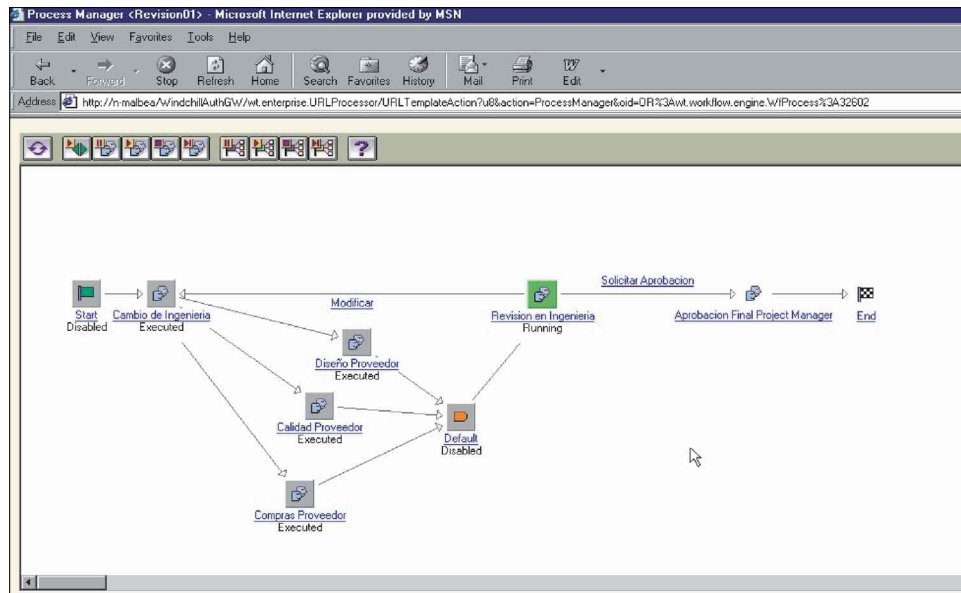 Process Manager <Revision01> - Microsoft Internet Explorer provided by MSN
File Edit View Favorites Tools Help
Back Forward Stop Refresh Home Search Favorites History Mail Print Edit
Address http://n-malbea/WindchillAuthGW/wt.enterprise.URLProcessor/URLTemplateAction?u8&action=ProcessManager&oid=OR%3Awt.workflow.engine.WfProcess%3A32602
?
Solicitar Aprobacion
Modificar
Start
Disabled
Cambio de Ingenieria
Executed
Revision en Ingenieria
Running
Aprobacion Final Project Manager
End
Diseño Proveedor
Executed
Calidad Proveedor
Executed
Default
Disabled
Compras Proveedor
Executed